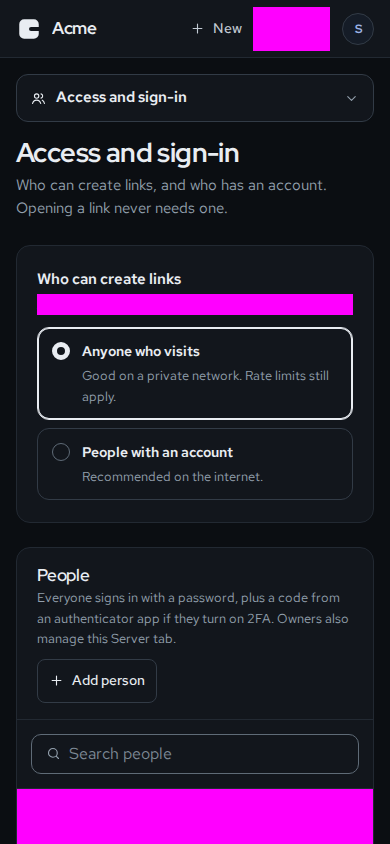 Acme
New
S
Access and sign-in
Access and sign-in
Who can create links, and who has an account.
Opening a link never needs one.
Who can create links
Anyone who visits
Good on a private network. Rate limits still
apply.
People with an account
Recommended on the internet.
People
Everyone signs in with a password, plus a code from
an authenticator app if they turn on 2FA. Owners also
manage this Server tab.
Add person
Search people